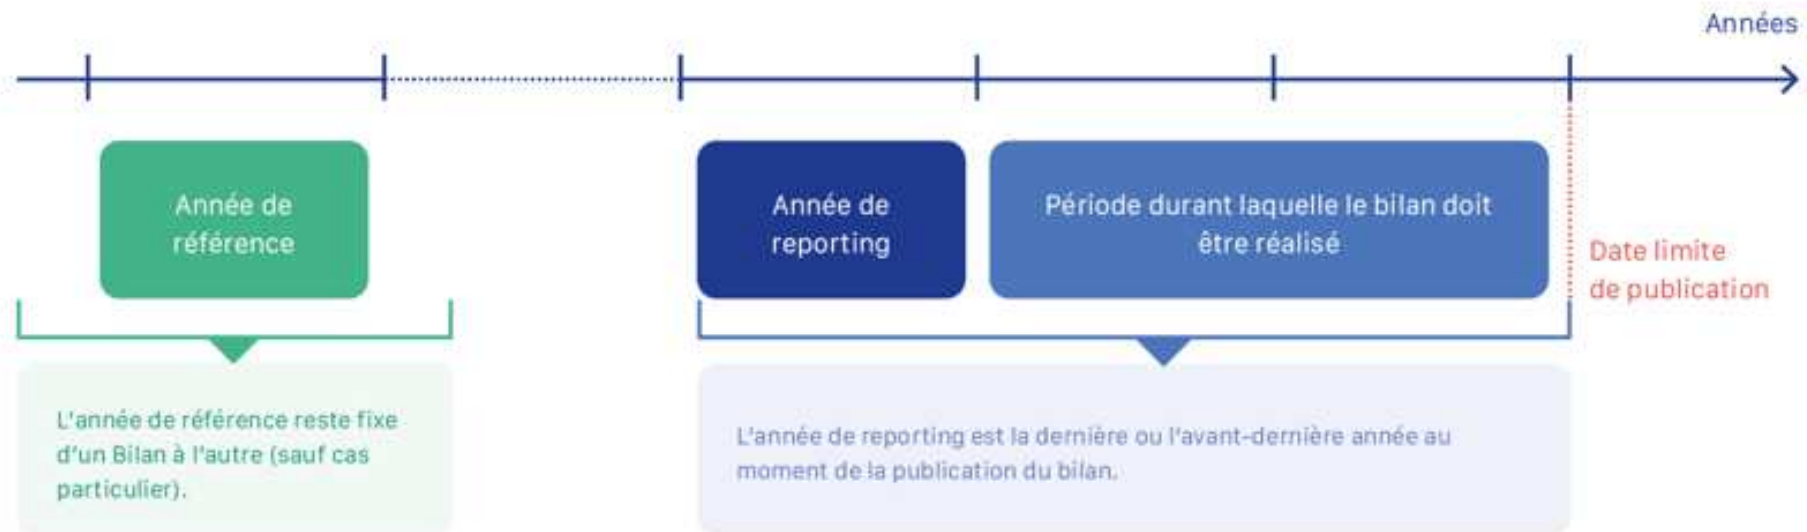 Années
Année de
référence
Année de
reporting
Période durant laquelle le bilan doit
être réalisé
Date limite
de publication
L'année de référence reste fixe
d'un Bilan à l'autre (sauf cas
particulier).
L'année de reporting est la dernière ou l'avant-dernière année au
moment de la publication du bilan.